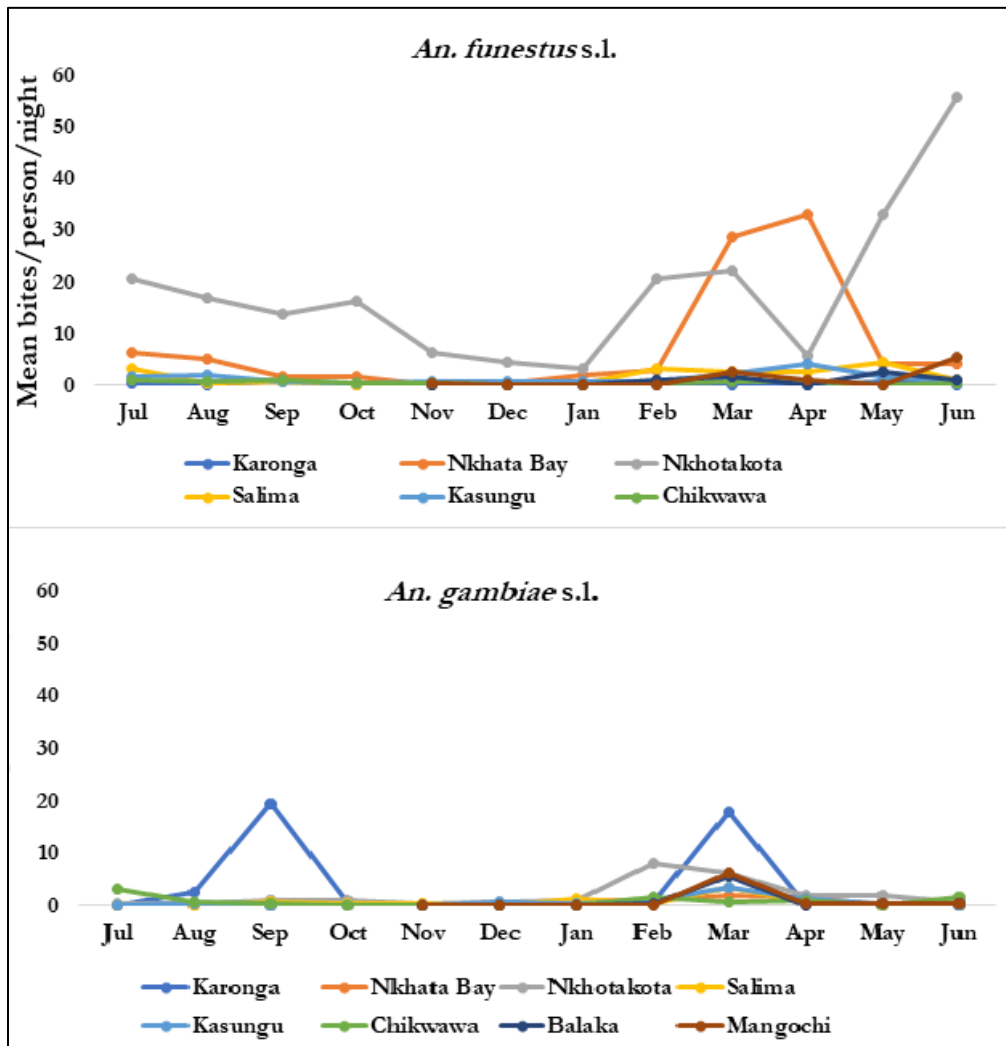 An. funestus s.l.
Mean bites/person/night
60
50
40
30
20
10
0
Jul Aug Sep Oct Nov Dec Jan Feb Mar Apr May Jun
Karonga Nkhata Bay Nkhotakota
Salima Kasungu Chikwawa
An. gambiae s.l.
60
50
40
30
20
10
0
Jul Aug Sep Oct Nov Dec Jan Feb Mar Apr May Jun
Karonga Nkhata Bay Nkhotakota Salima
Kasungu Chikwawa Balaka Mangochi